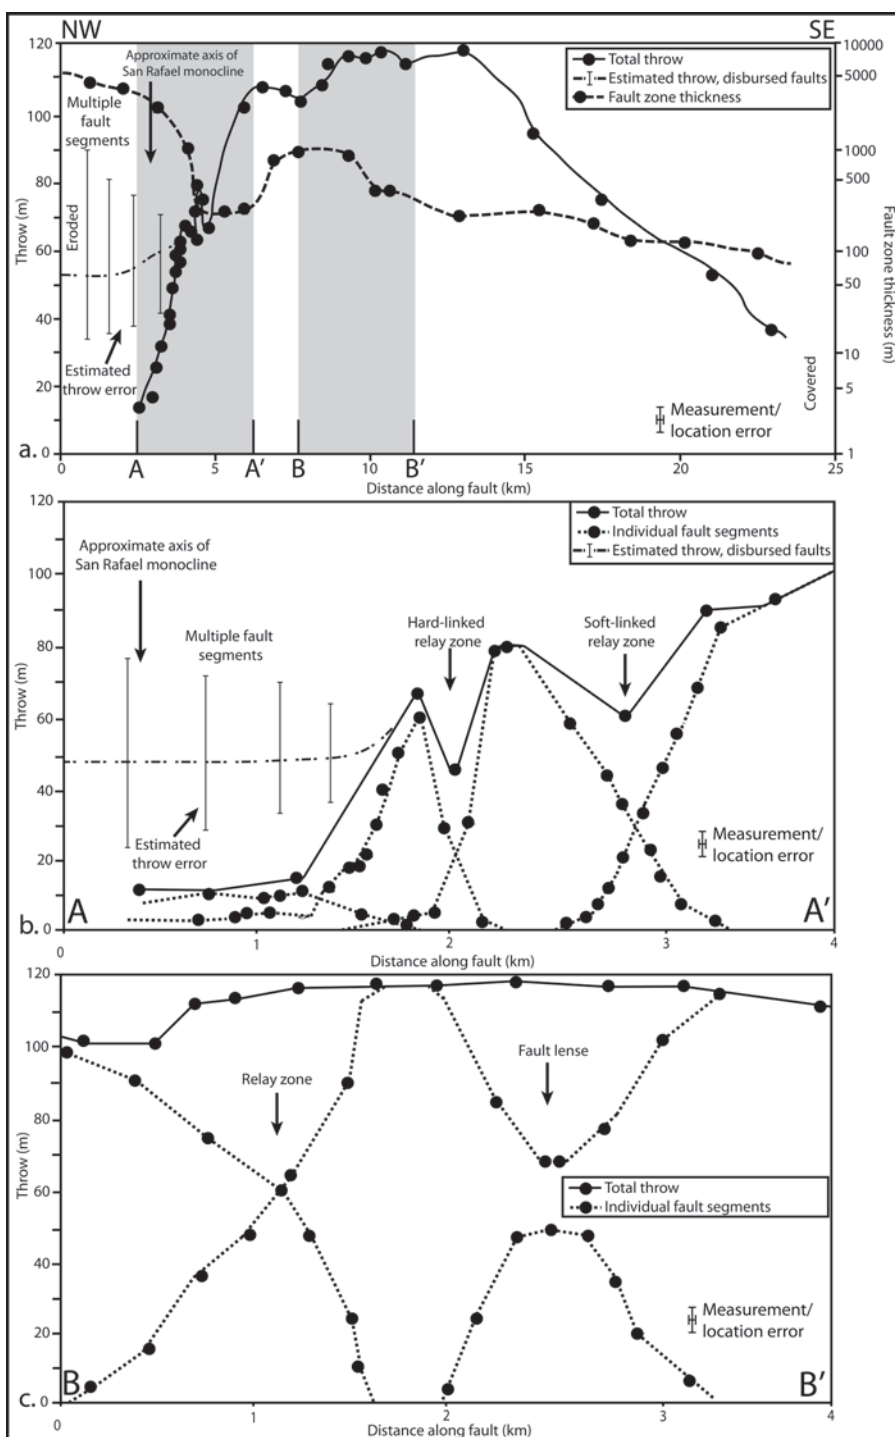 NW
SE
120
100
80
60
40
20
0
Throw (m)
Approximate axis of
San Rafael monocline
Multiple
fault
segments
Eroded
Estimated
throw error
Total throw
Estimated throw, disbursed faults
Fault zone thickness
10000
5000
1000
500
100
50
10
5
1
Fault zone thickness (m)
Covered
Measurement/
location error
a.
A
A′
B
B′
0
5
10
15
20
25
Distance along fault (km)
120
100
80
60
40
20
0
Throw (m)
Approximate axis of
San Rafael monocline
Multiple fault
segments
Hard-linked
relay zone
Soft-linked
relay zone
Total throw
Individual fault segments
Estimated throw, disbursed faults
Estimated
throw error
Measurement/
location error
b.
A
A′
0
1
2
3
4
Distance along fault (km)
120
100
80
60
40
20
0
Throw (m)
Relay zone
Fault lense
Total throw
Individual fault segments
Measurement/
location error
c.
B
B′
0
1
2
3
4
Distance along fault (km)